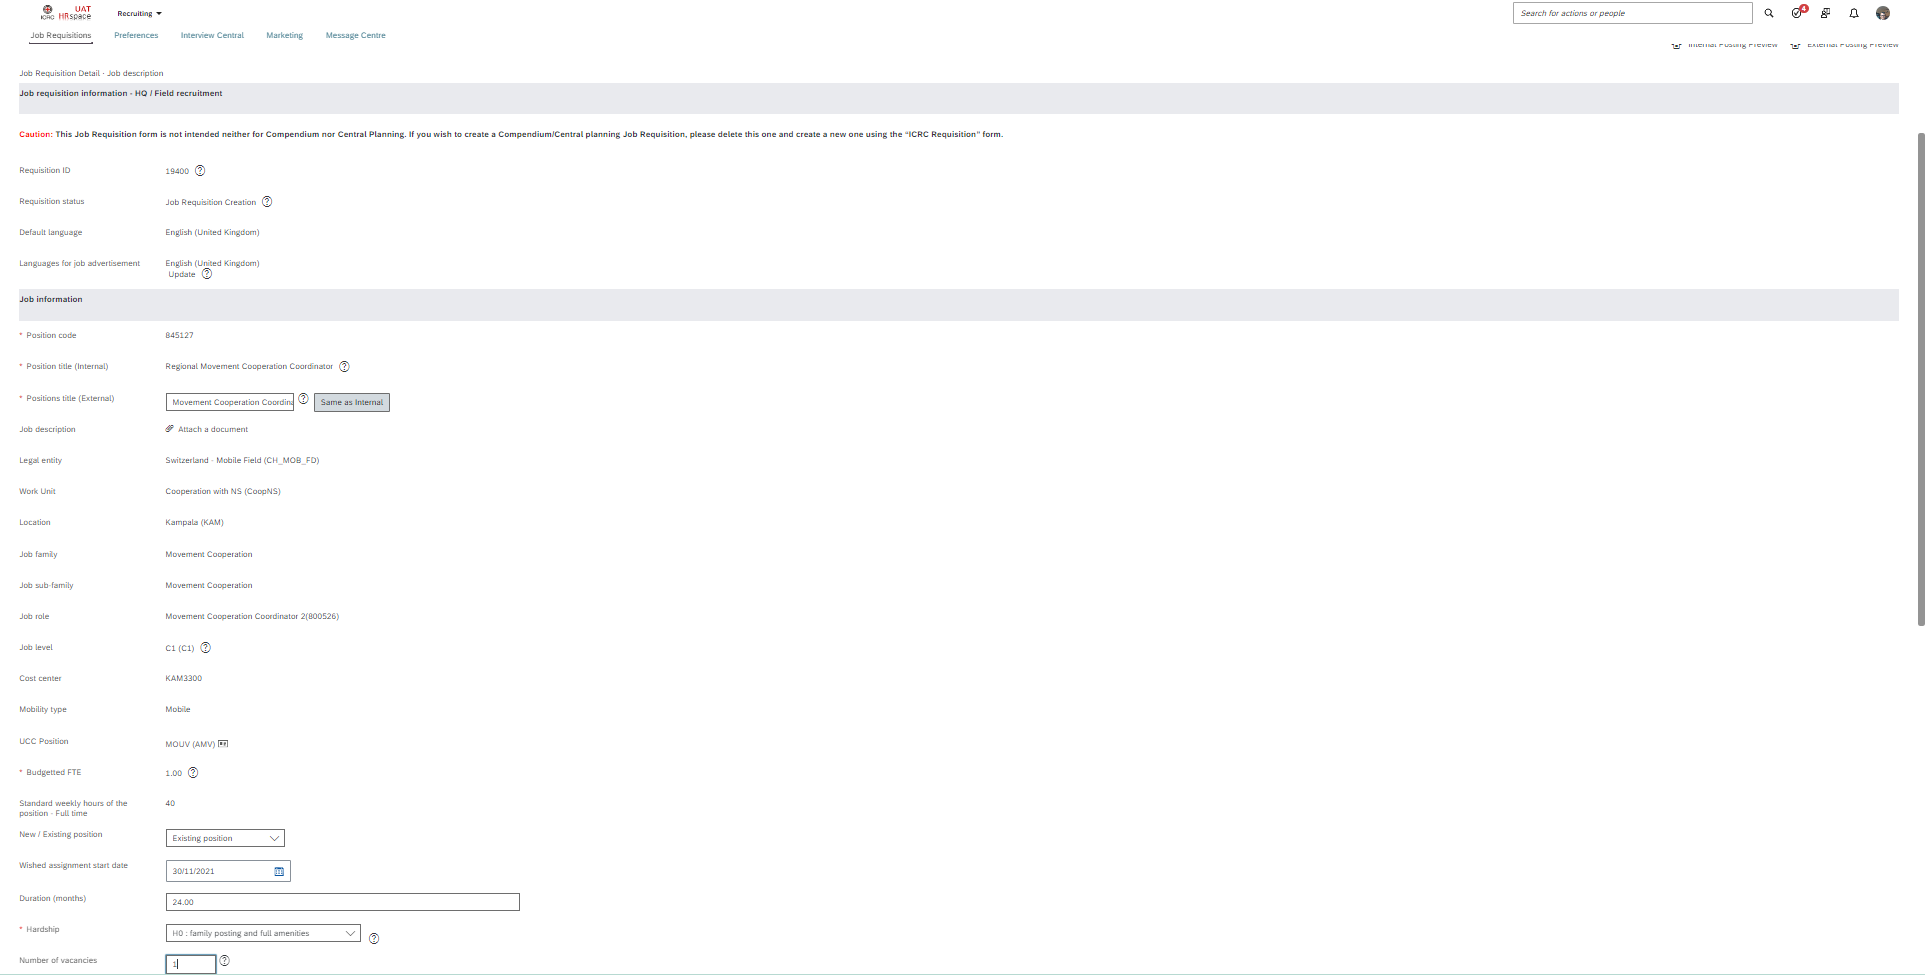 UAT
ICRC HRspace
Recruiting
Search for actions or people
4
Job Requisitions
Preferences
Interview Central
Marketing
Message Centre
Internal Posting Preview
External Posting Preview
Job Requisition Detail - Job description
Job requisition information - HQ / Field recruitment
Caution: This Job Requisition form is not intended neither for Compendium nor Central Planning. If you wish to create a Compendium/Central planning Job Requisition, please delete this one and create a new one using the "ICRC Requisition" form.
Requisition ID 19400 ?
Requisition status Job Requisition Creation ?
Default language English (United Kingdom)
Languages for job advertisement English (United Kingdom)
Update ?
Job information
* Position code 845127
* Position title (Internal) Regional Movement Cooperation Coordinator ?
* Positions title (External) Movement Cooperation Coordina ? Same as Internal
Job description Attach a document
Legal entity Switzerland - Mobile Field (CH_MOB_FD)
Work Unit Cooperation with NS (CoopNS)
Location Kampala (KAM)
Job family Movement Cooperation
Job sub-family Movement Cooperation
Job role Movement Cooperation Coordinator 2(800526)
Job level C1 (C1) ?
Cost center KAM3300
Mobility type Mobile
UCC Position MOUV (AMV)
* Budgetted FTE 1.00 ?
Standard weekly hours of the 40
position - Full time
New / Existing position Existing position
Wished assignment start date 30/11/2021
Duration (months) 24.00
* Hardship H0 : family posting and full amenities ?
Number of vacancies 1 ?